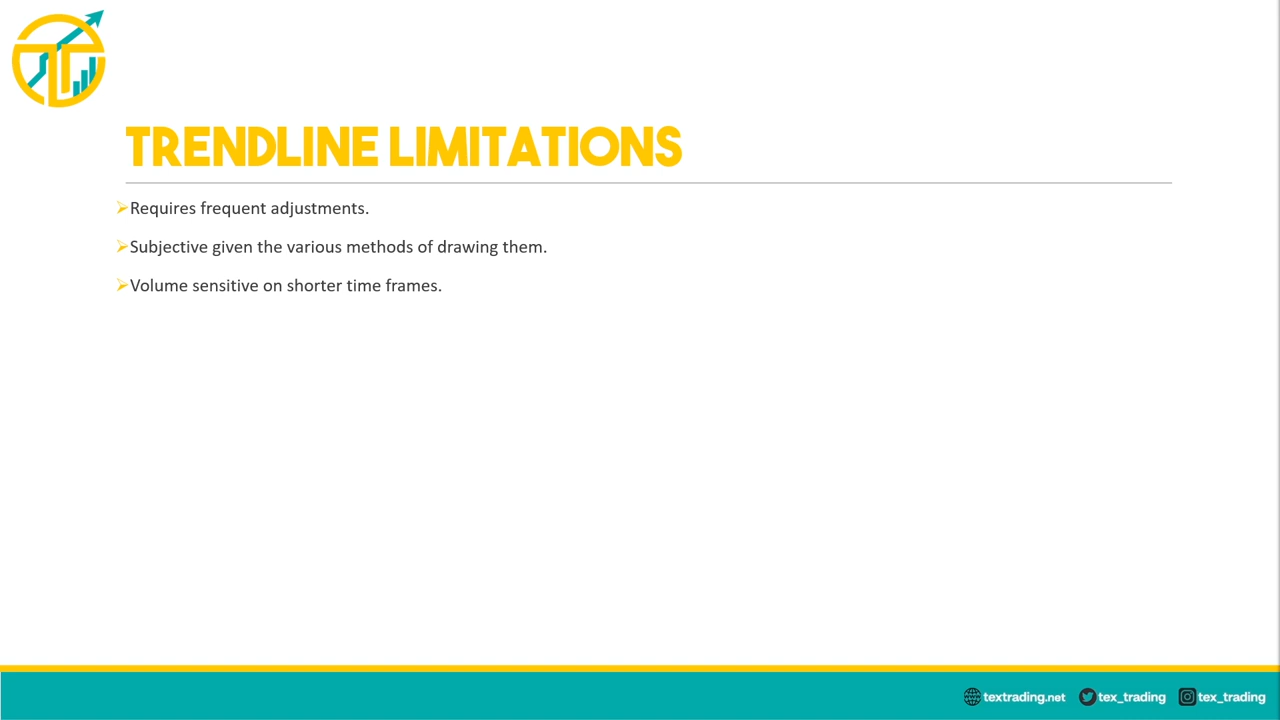 TRENDLINE LIMITATIONS
Requires frequent adjustments.
Subjective given the various methods of drawing them.
Volume sensitive on shorter time frames.
textrading.net tex_trading tex_trading